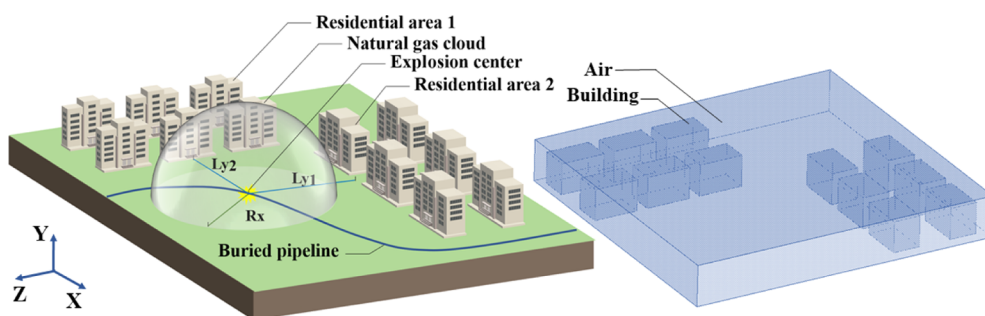 Residential area 1
Natural gas cloud
Explosion center
Residential area 2
Air
Building
Ly2
Ly1
Rx
Buried pipeline
Y
Z
X